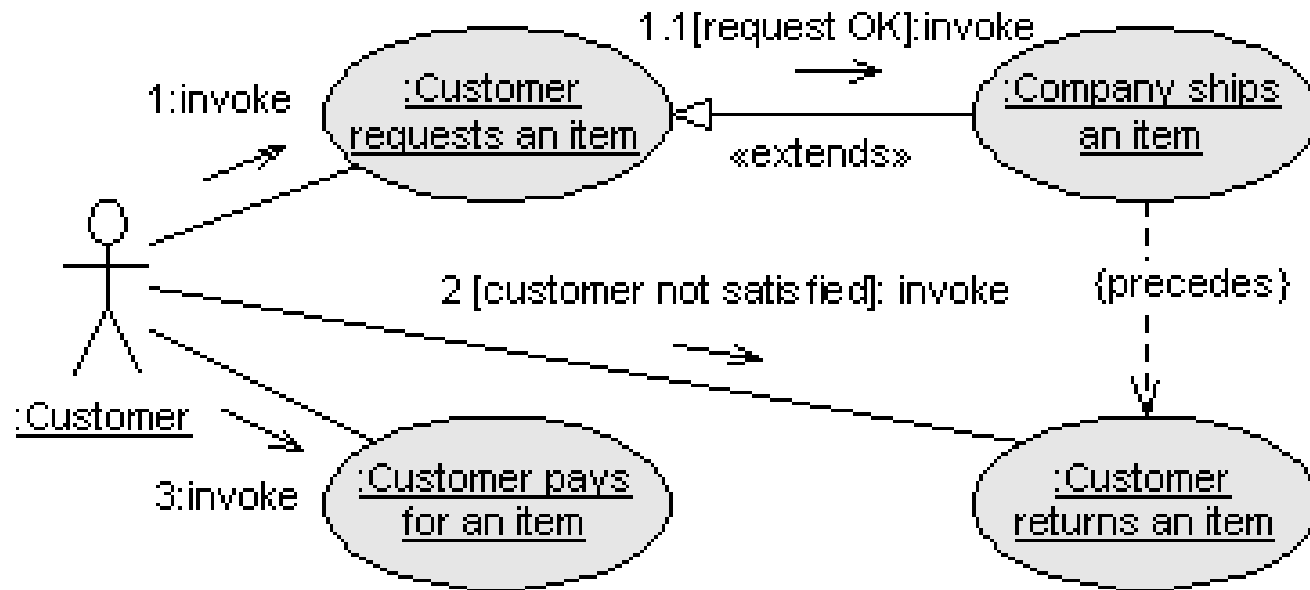 1.1[request OK]:invoke
1:invoke
:Customer
requests an item
:Company ships
an item
«extends»
2 [customer not satisfied]: invoke
{precedes}
:Customer
3:invoke
:Customer pays
for an item
:Customer
returns an item